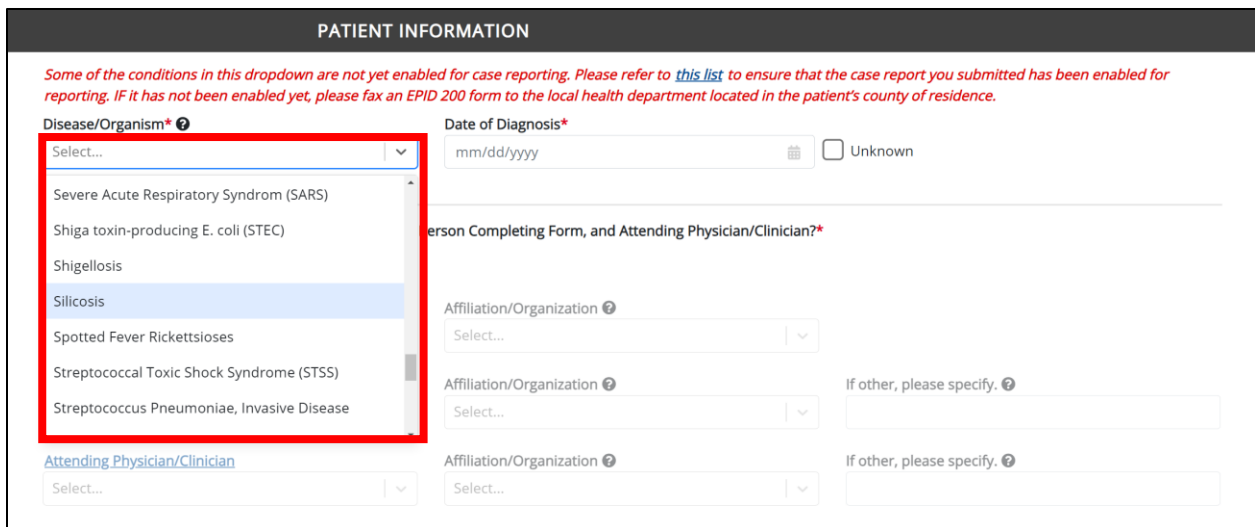 PATIENT INFORMATION
Some of the conditions in this dropdown are not yet enabled for case reporting. Please refer to this list to ensure that the case report you submitted has been enabled for
reporting. IF it has not been enabled yet, please fax an EPID 200 form to the local health department located in the patient's county of residence.
Disease/Organism* Date of Diagnosis*
Select... mm/dd/yyyy Unknown
Severe Acute Respiratory Syndrom (SARS)
Shiga toxin-producing E. coli (STEC)
erson Completing Form, and Attending Physician/Clinician?*
Shigellosis
Silicosis
Affiliation/Organization
Spotted Fever Rickettsioses Select...
Streptococcal Toxic Shock Syndrome (STSS)
Affiliation/Organization If other, please specify.
Streptococcus Pneumoniae, Invasive Disease Select...
Attending Physician/Clinician Affiliation/Organization If other, please specify.
Select... Select...